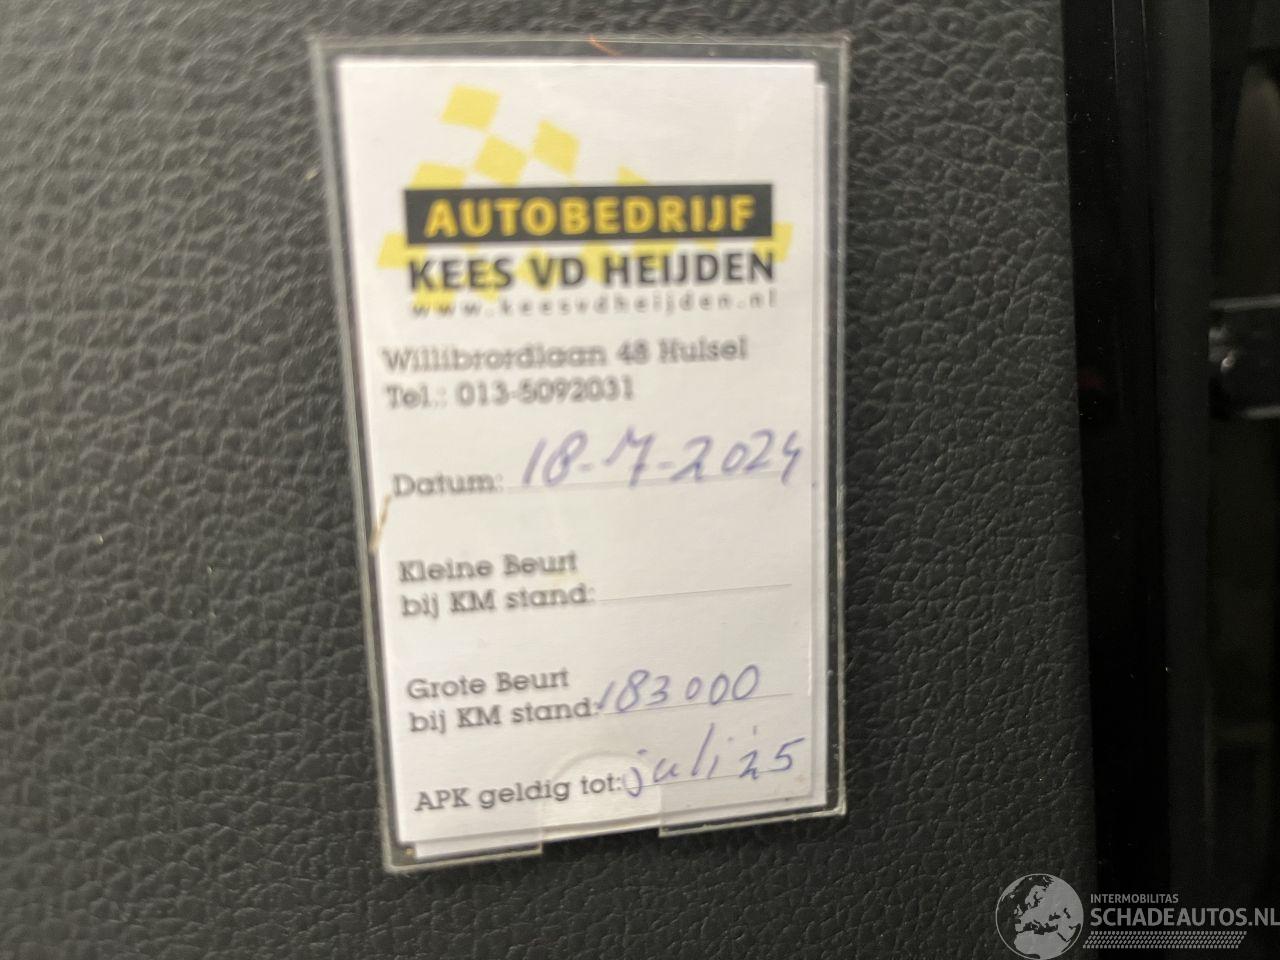 AUTOBEDRIJF
KEES VD HEIJDEN
www.keesvdheijden.nl
Willibrordlaan 48 Hulsel
Tel.: 013-5092031
Datum: 18-7-2024
Kleine Beurt
bij KM stand:
Grote Beurt
bij KM stand: 183000
APK geldig tot: juli 25
INTERMOBILITAS
SCHADEAUTOS.NL